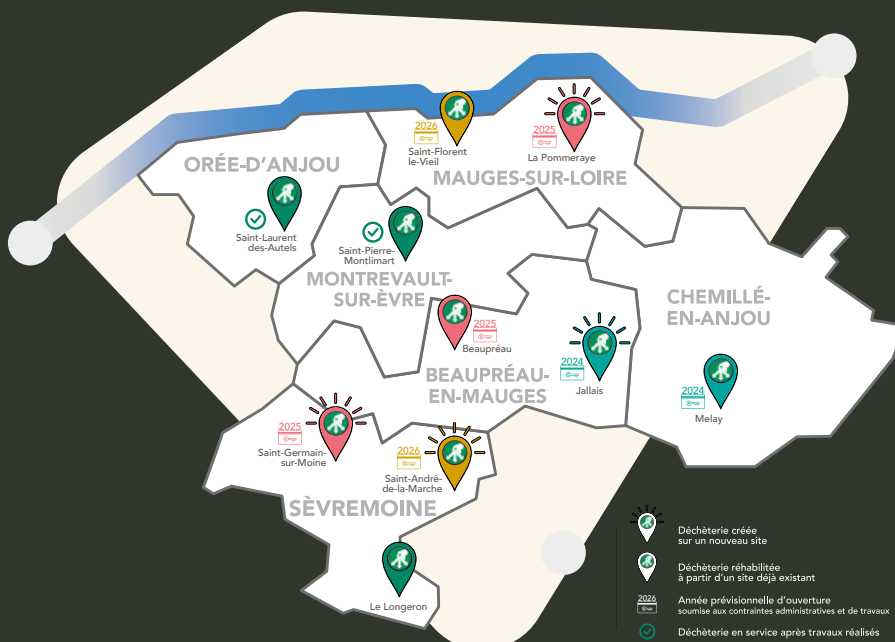 2026
Saint-Florent
le-Vieil
2025
La Pommeraye
ORÉE-D’ANJOU
MAUGES-SUR-LOIRE
Saint-Laurent
des-Autels
Saint-Pierre-
Montlimart
MONTREVAULT-
SUR-ÈVRE
CHEMILLÉ-
EN-ANJOU
2025
Beaupréau
2024
Jallais
BEAUPRÉAU-
EN-MAUGES
2024
Melay
2025
Saint-Germain-
sur-Moine
2026
Saint-André-
de-la-Marche
SÈVREMOINE
Le Longeron
Déchèterie créée
sur un nouveau site
Déchèterie réhabilitée
à partir d’un site déjà existant
2026
Année prévisionnelle d’ouverture
soumise aux contraintes administratives et de travaux
Déchèterie en service après travaux réalisés